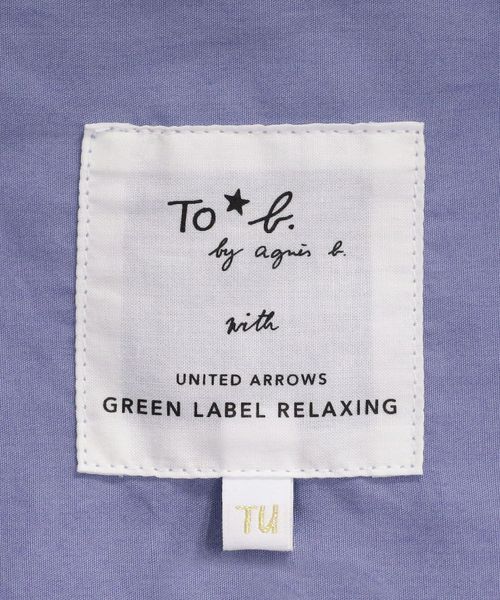 To★b.
by agnès b.
with
UNITED ARROWS
GREEN LABEL RELAXING
TU